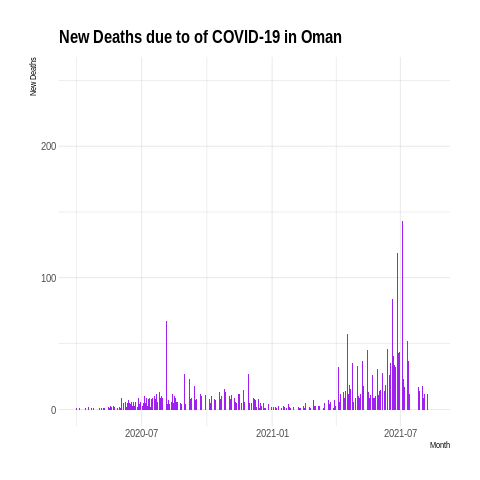 New Deaths due to of COVID-19 in Oman
New Deaths
200
100
0
2020-07
2021-01
2021-07
Month